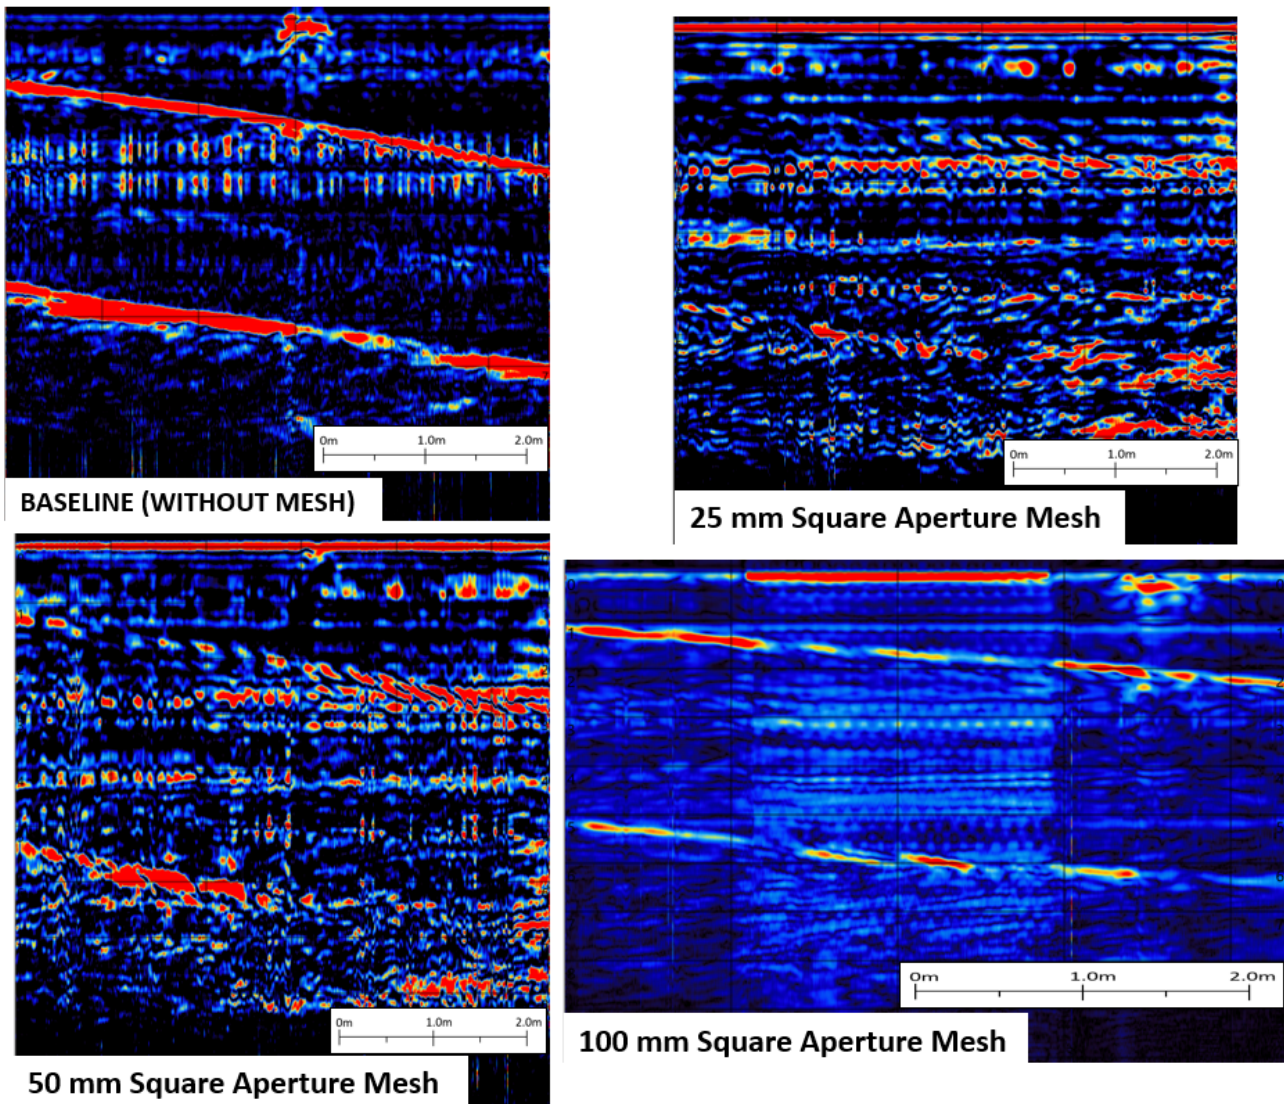 0m 1.0m 2.0m
BASELINE (WITHOUT MESH)
0m 1.0m 2.0m
25 mm Square Aperture Mesh
0m 1.0m 2.0m
50 mm Square Aperture Mesh
0m 1.0m 2.0m
100 mm Square Aperture Mesh